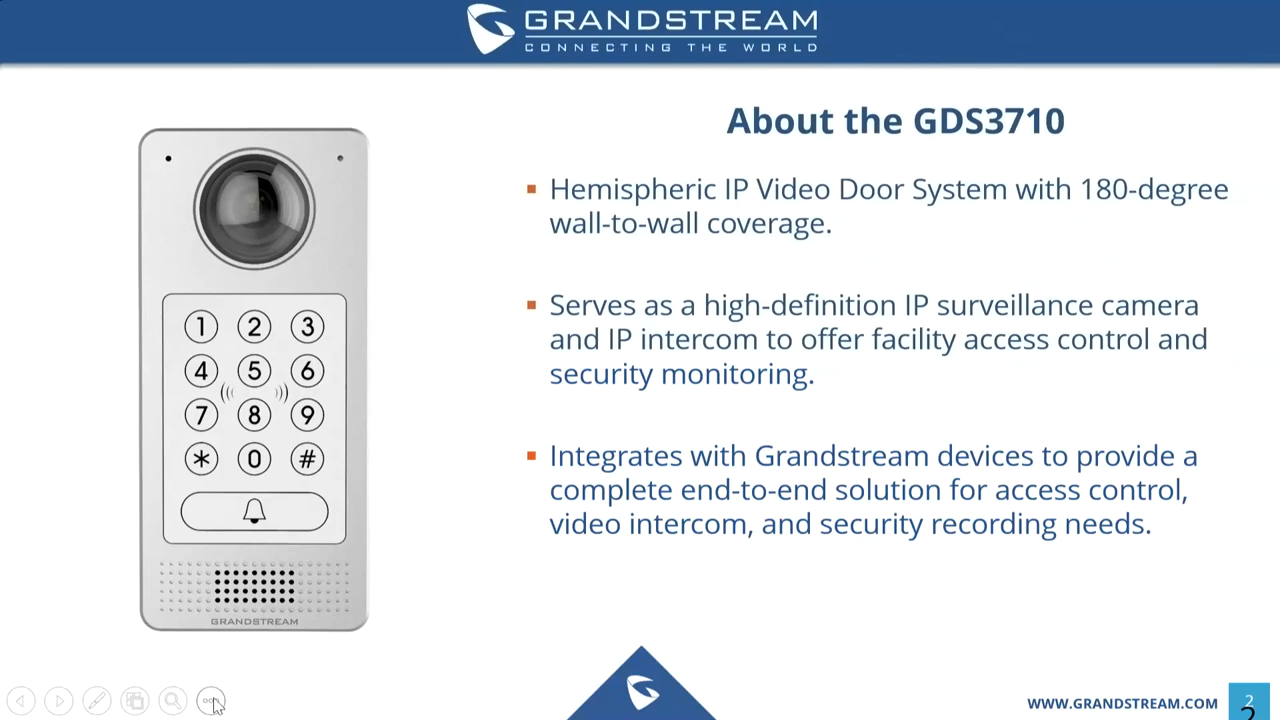 GRANDSTREAM
CONNECTING THE WORLD
About the GDS3710
▪ Hemispheric IP Video Door System with 180-degree
wall-to-wall coverage.
▪ Serves as a high-definition IP surveillance camera
and IP intercom to offer facility access control and
security monitoring.
▪ Integrates with Grandstream devices to provide a
complete end-to-end solution for access control,
video intercom, and security recording needs.
1 2 3
4 5 6
7 8 9
* 0 #
GRANDSTREAM
WWW.GRANDSTREAM.COM
2
2